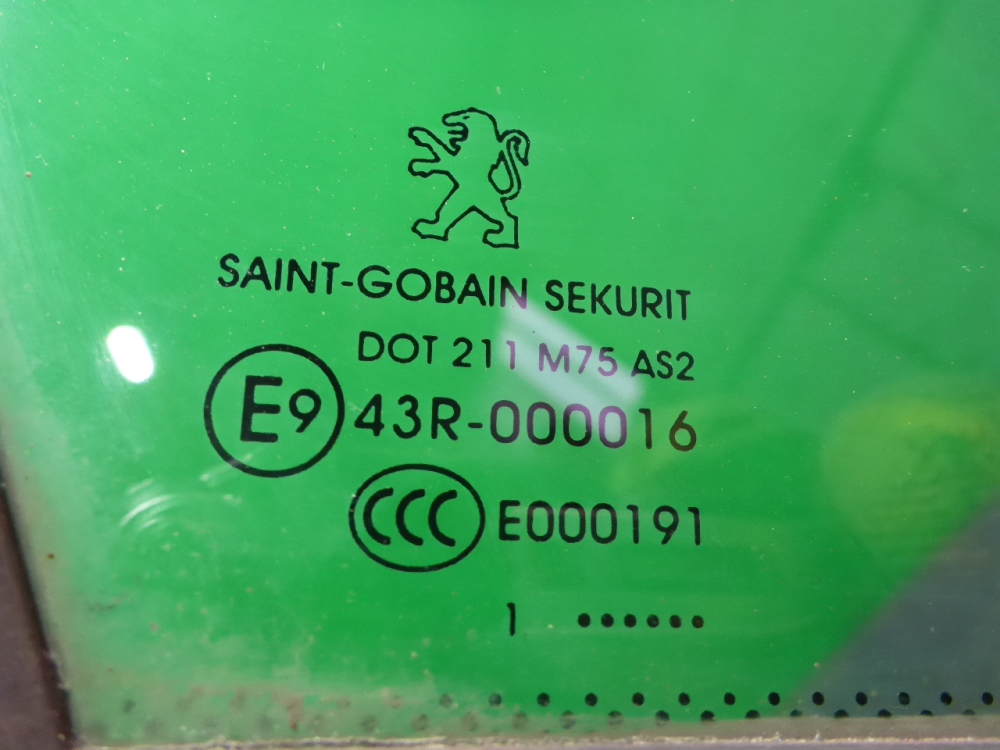 SAINT-GOBAIN SEKURIT
DOT 211 M75 AS2
E9 43R-000016
CCC E000191
1 ••••••